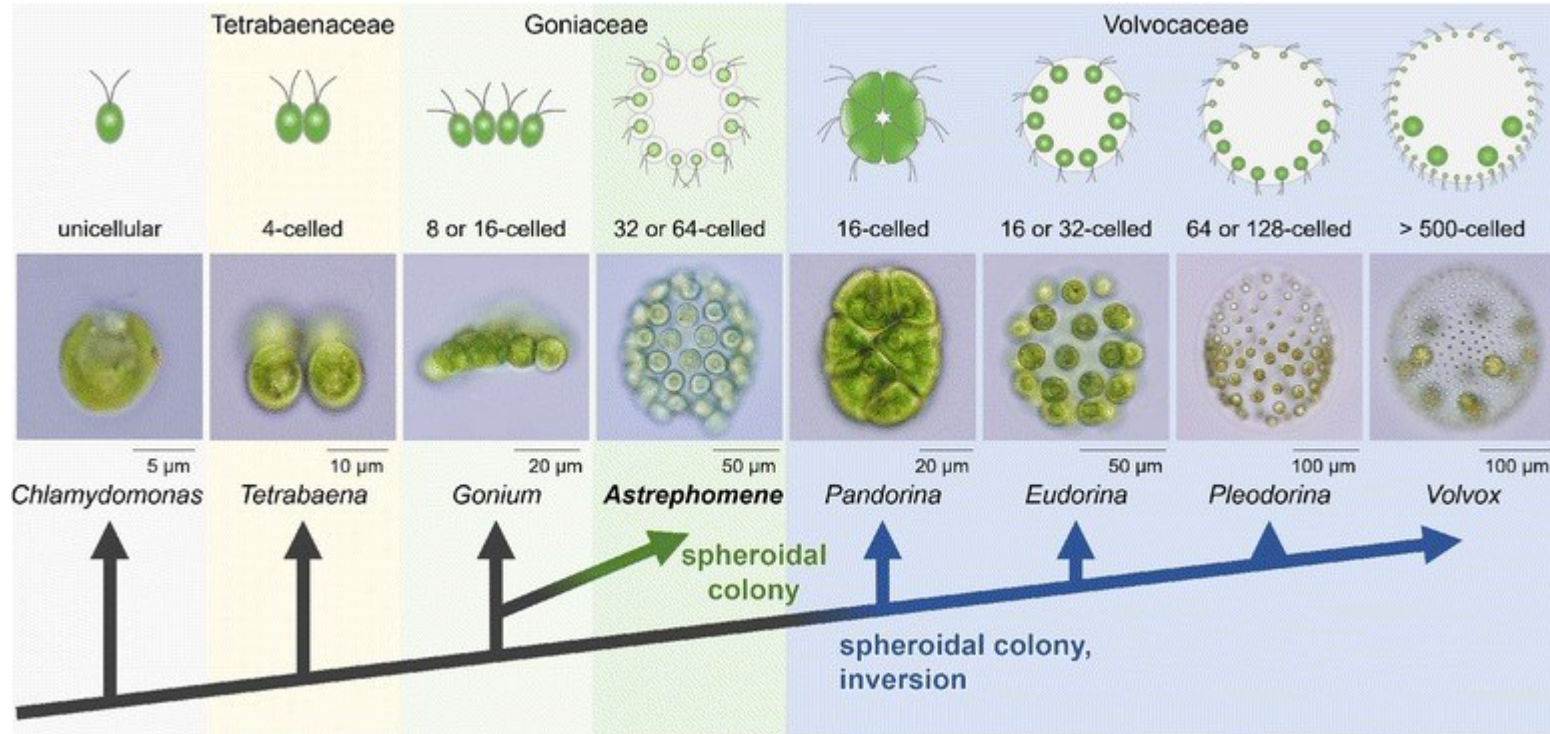 Tetrabaenaceae
Goniaceae
Volvocaceae
unicellular
4-celled
8 or 16-celled
32 or 64-celled
16-celled
16 or 32-celled
64 or 128-celled
> 500-celled
5 µm
10 µm
20 µm
50 µm
20 µm
50 µm
100 µm
100 µm
Chlamydomonas
Tetrabaena
Gonium
Astrephomene
Pandorina
Eudorina
Pleodorina
Volvox
spheroidal
colony
spheroidal colony,
inversion